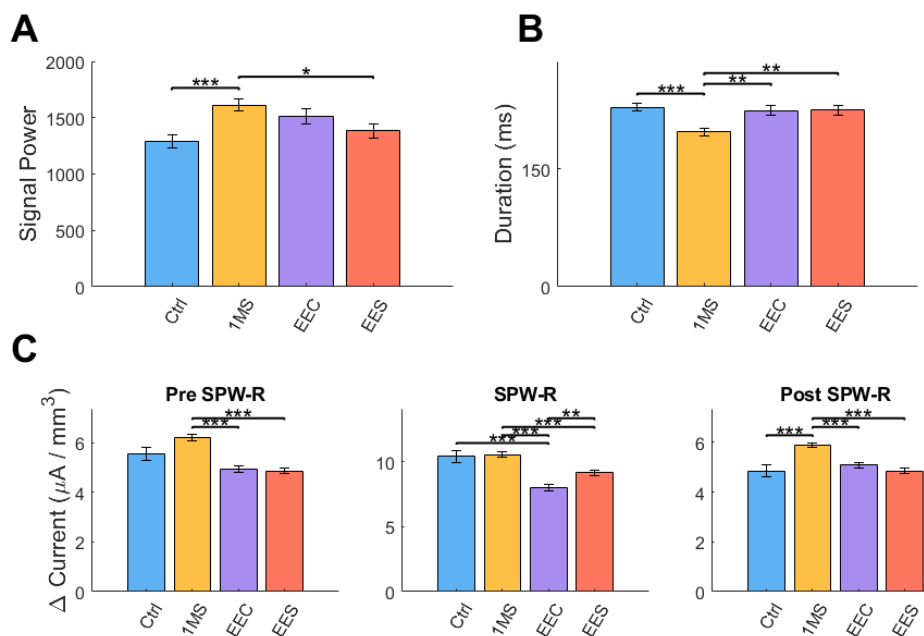 A
2000
1500
1000
500
0
Signal Power
***
*
Ctrl
1MS
EEC
EES
B
150
0
Duration (ms)
***
**
**
Ctrl
1MS
EEC
EES
C
Δ Current (μA / mm³)
Pre SPW-R
6
4
2
0
***
***
Ctrl
1MS
EEC
EES
SPW-R
10
5
0
**
***
***
***
Ctrl
1MS
EEC
EES
Post SPW-R
6
4
2
0
***
***
***
Ctrl
1MS
EEC
EES